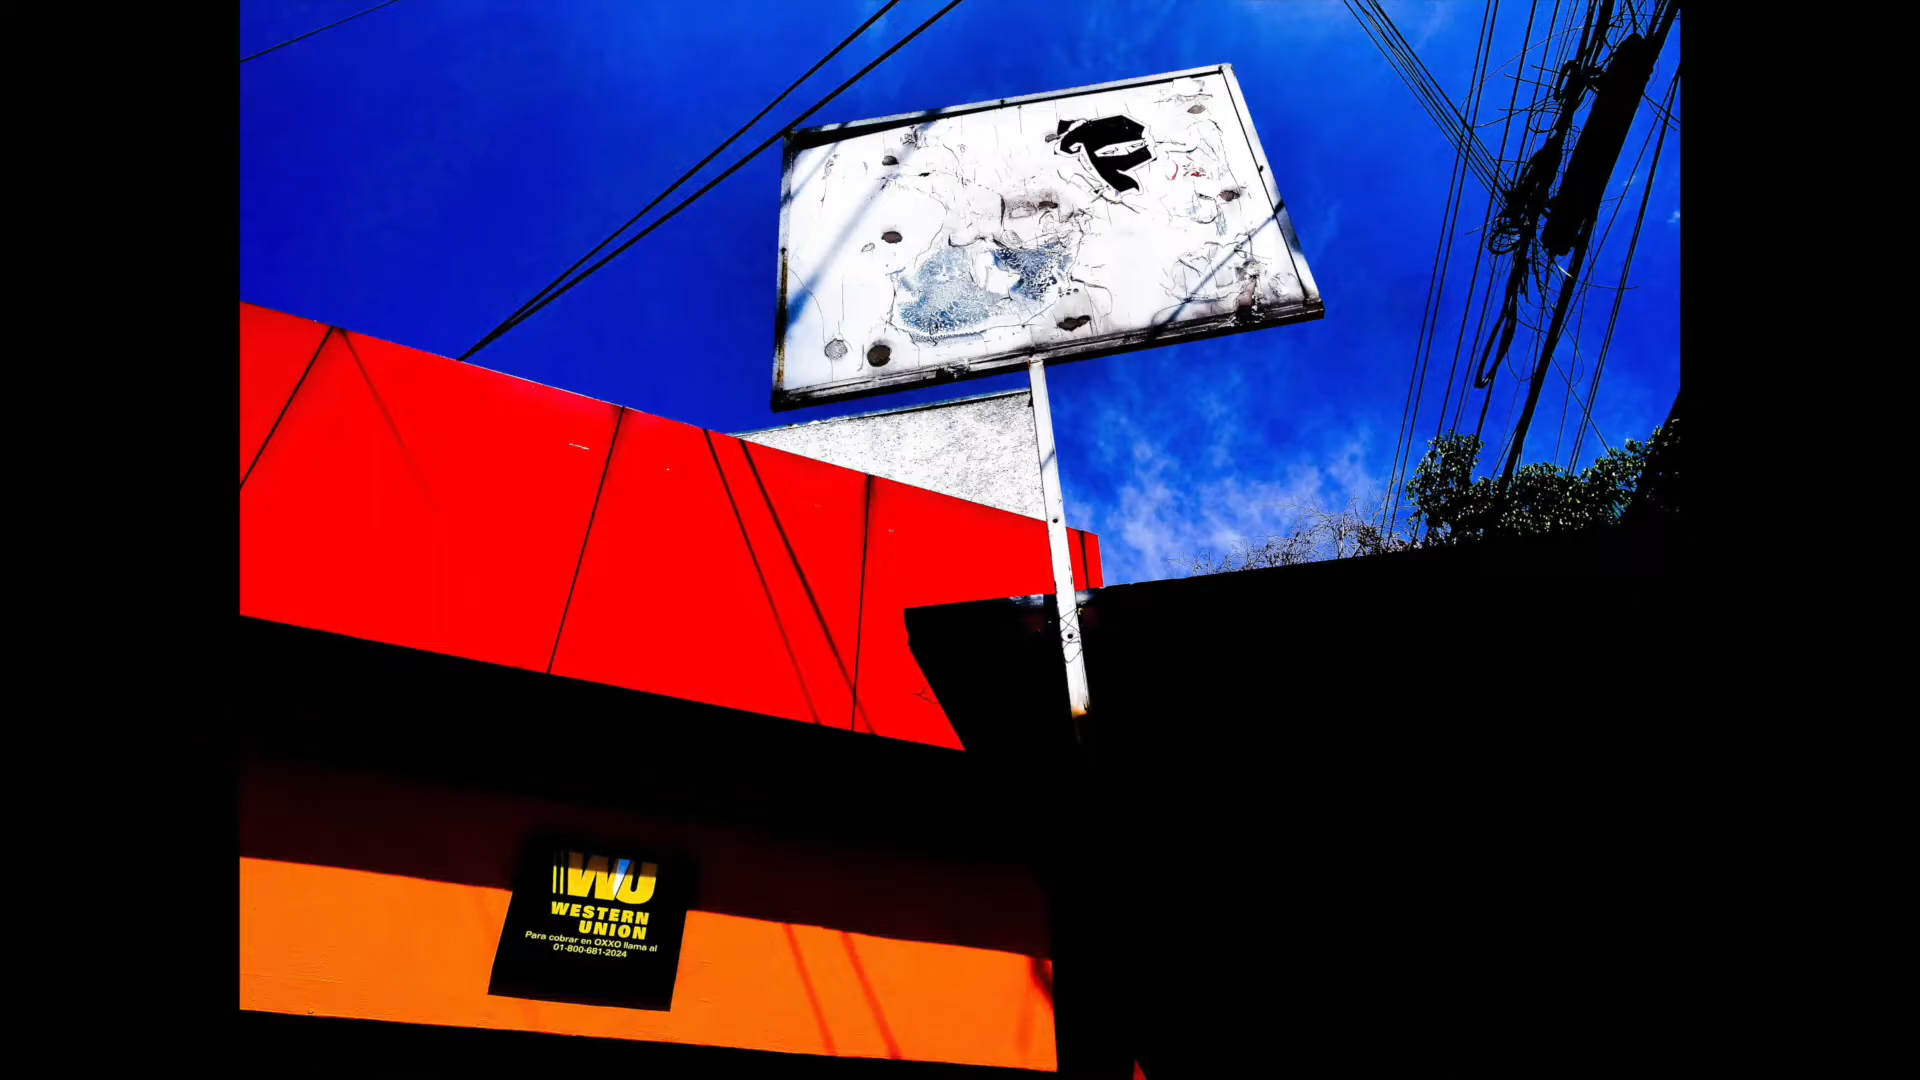 WU
WESTERN
UNION
Para cobrar en OXXO llama al
01-800-681-2024